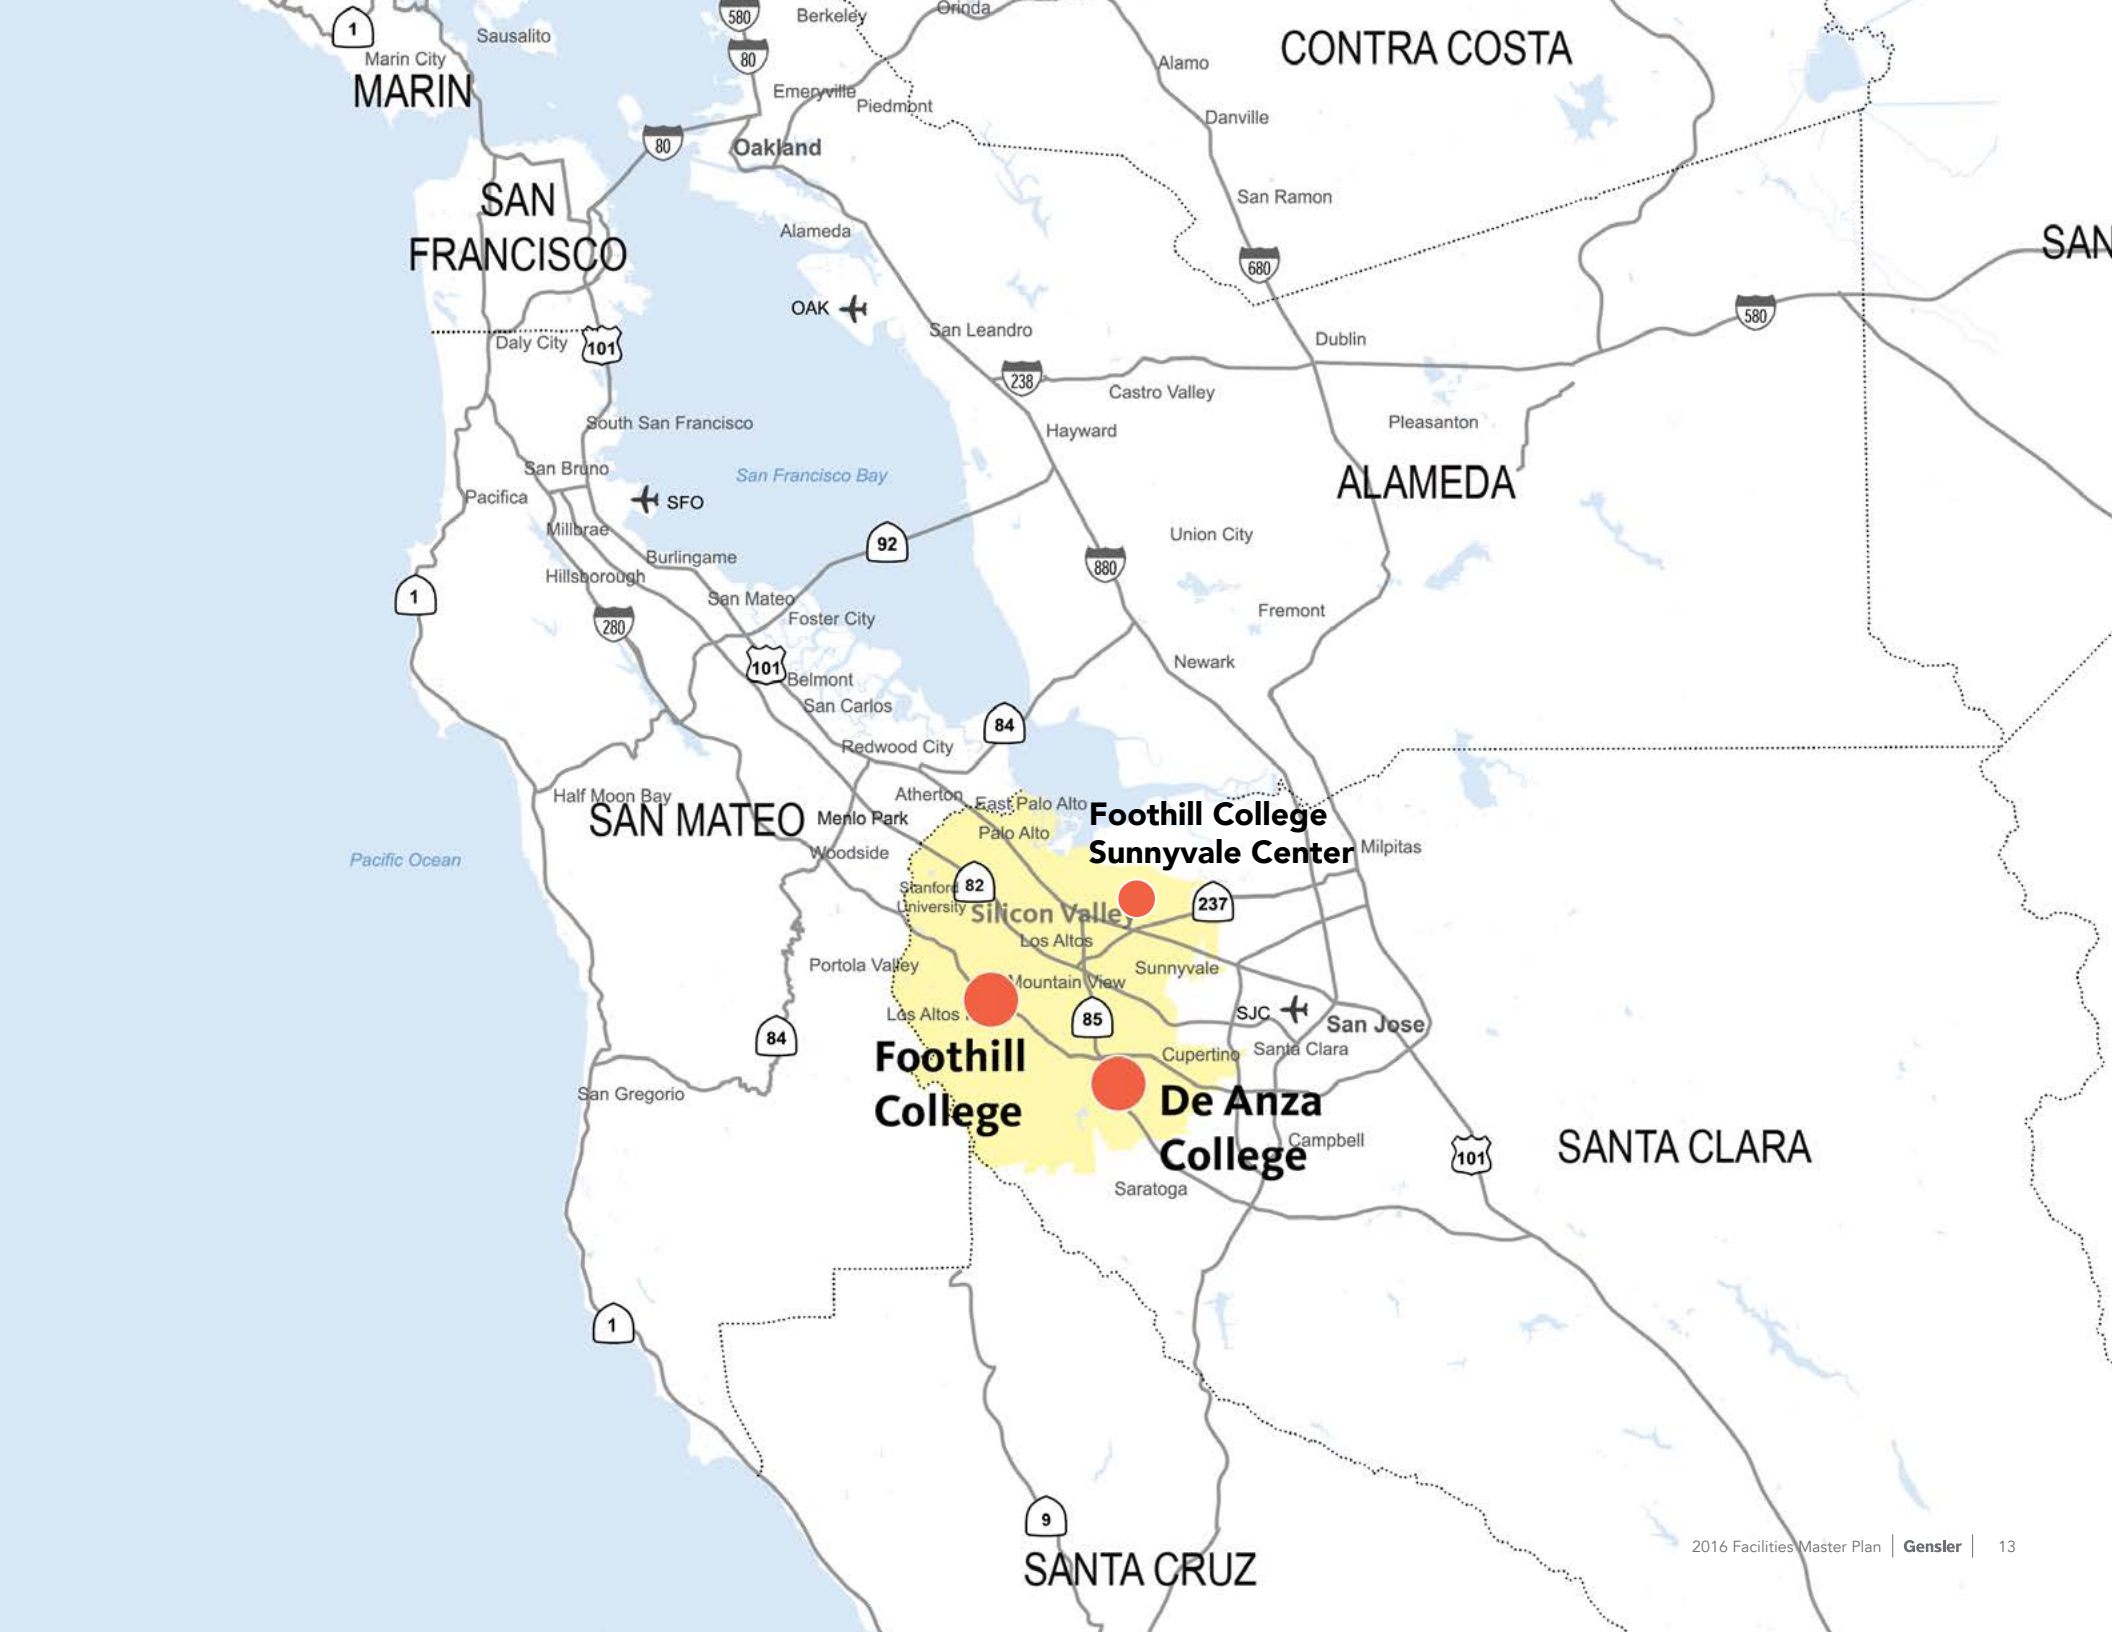 1
Marin City
MARIN
Sausalito
580
80
Berkeley
Orinda
Emeryville
Piedmont
80
Oakland
Alamo
CONTRA COSTA
Danville
SAN
FRANCISCO
San Ramon
Alameda
680
SAN
OAK
San Leandro
580
Daly City
101
Dublin
238
Castro Valley
South San Francisco
Hayward
Pleasanton
San Bruno
San Francisco Bay
ALAMEDA
Pacifica
SFO
Millbrae
92
Union City
Burlingame
880
Hillsborough
1
San Mateo
Foster City
Fremont
280
101
Newark
Belmont
San Carlos
84
Redwood City
Half Moon Bay
SAN MATEO
Atherton
East Palo Alto
Menlo Park
Palo Alto
Foothill College
Sunnyvale Center
Milpitas
Pacific Ocean
Woodside
Stanford
University
82
237
Silicon Valley
Los Altos
Portola Valley
Sunnyvale
Mountain View
Los Altos
85
SJC
San Jose
84
Foothill
College
Cupertino
Santa Clara
San Gregorio
De Anza
College
Campbell
101
SANTA CLARA
Saratoga
1
9
SANTA CRUZ
2016 Facilities Master Plan | Gensler | 13